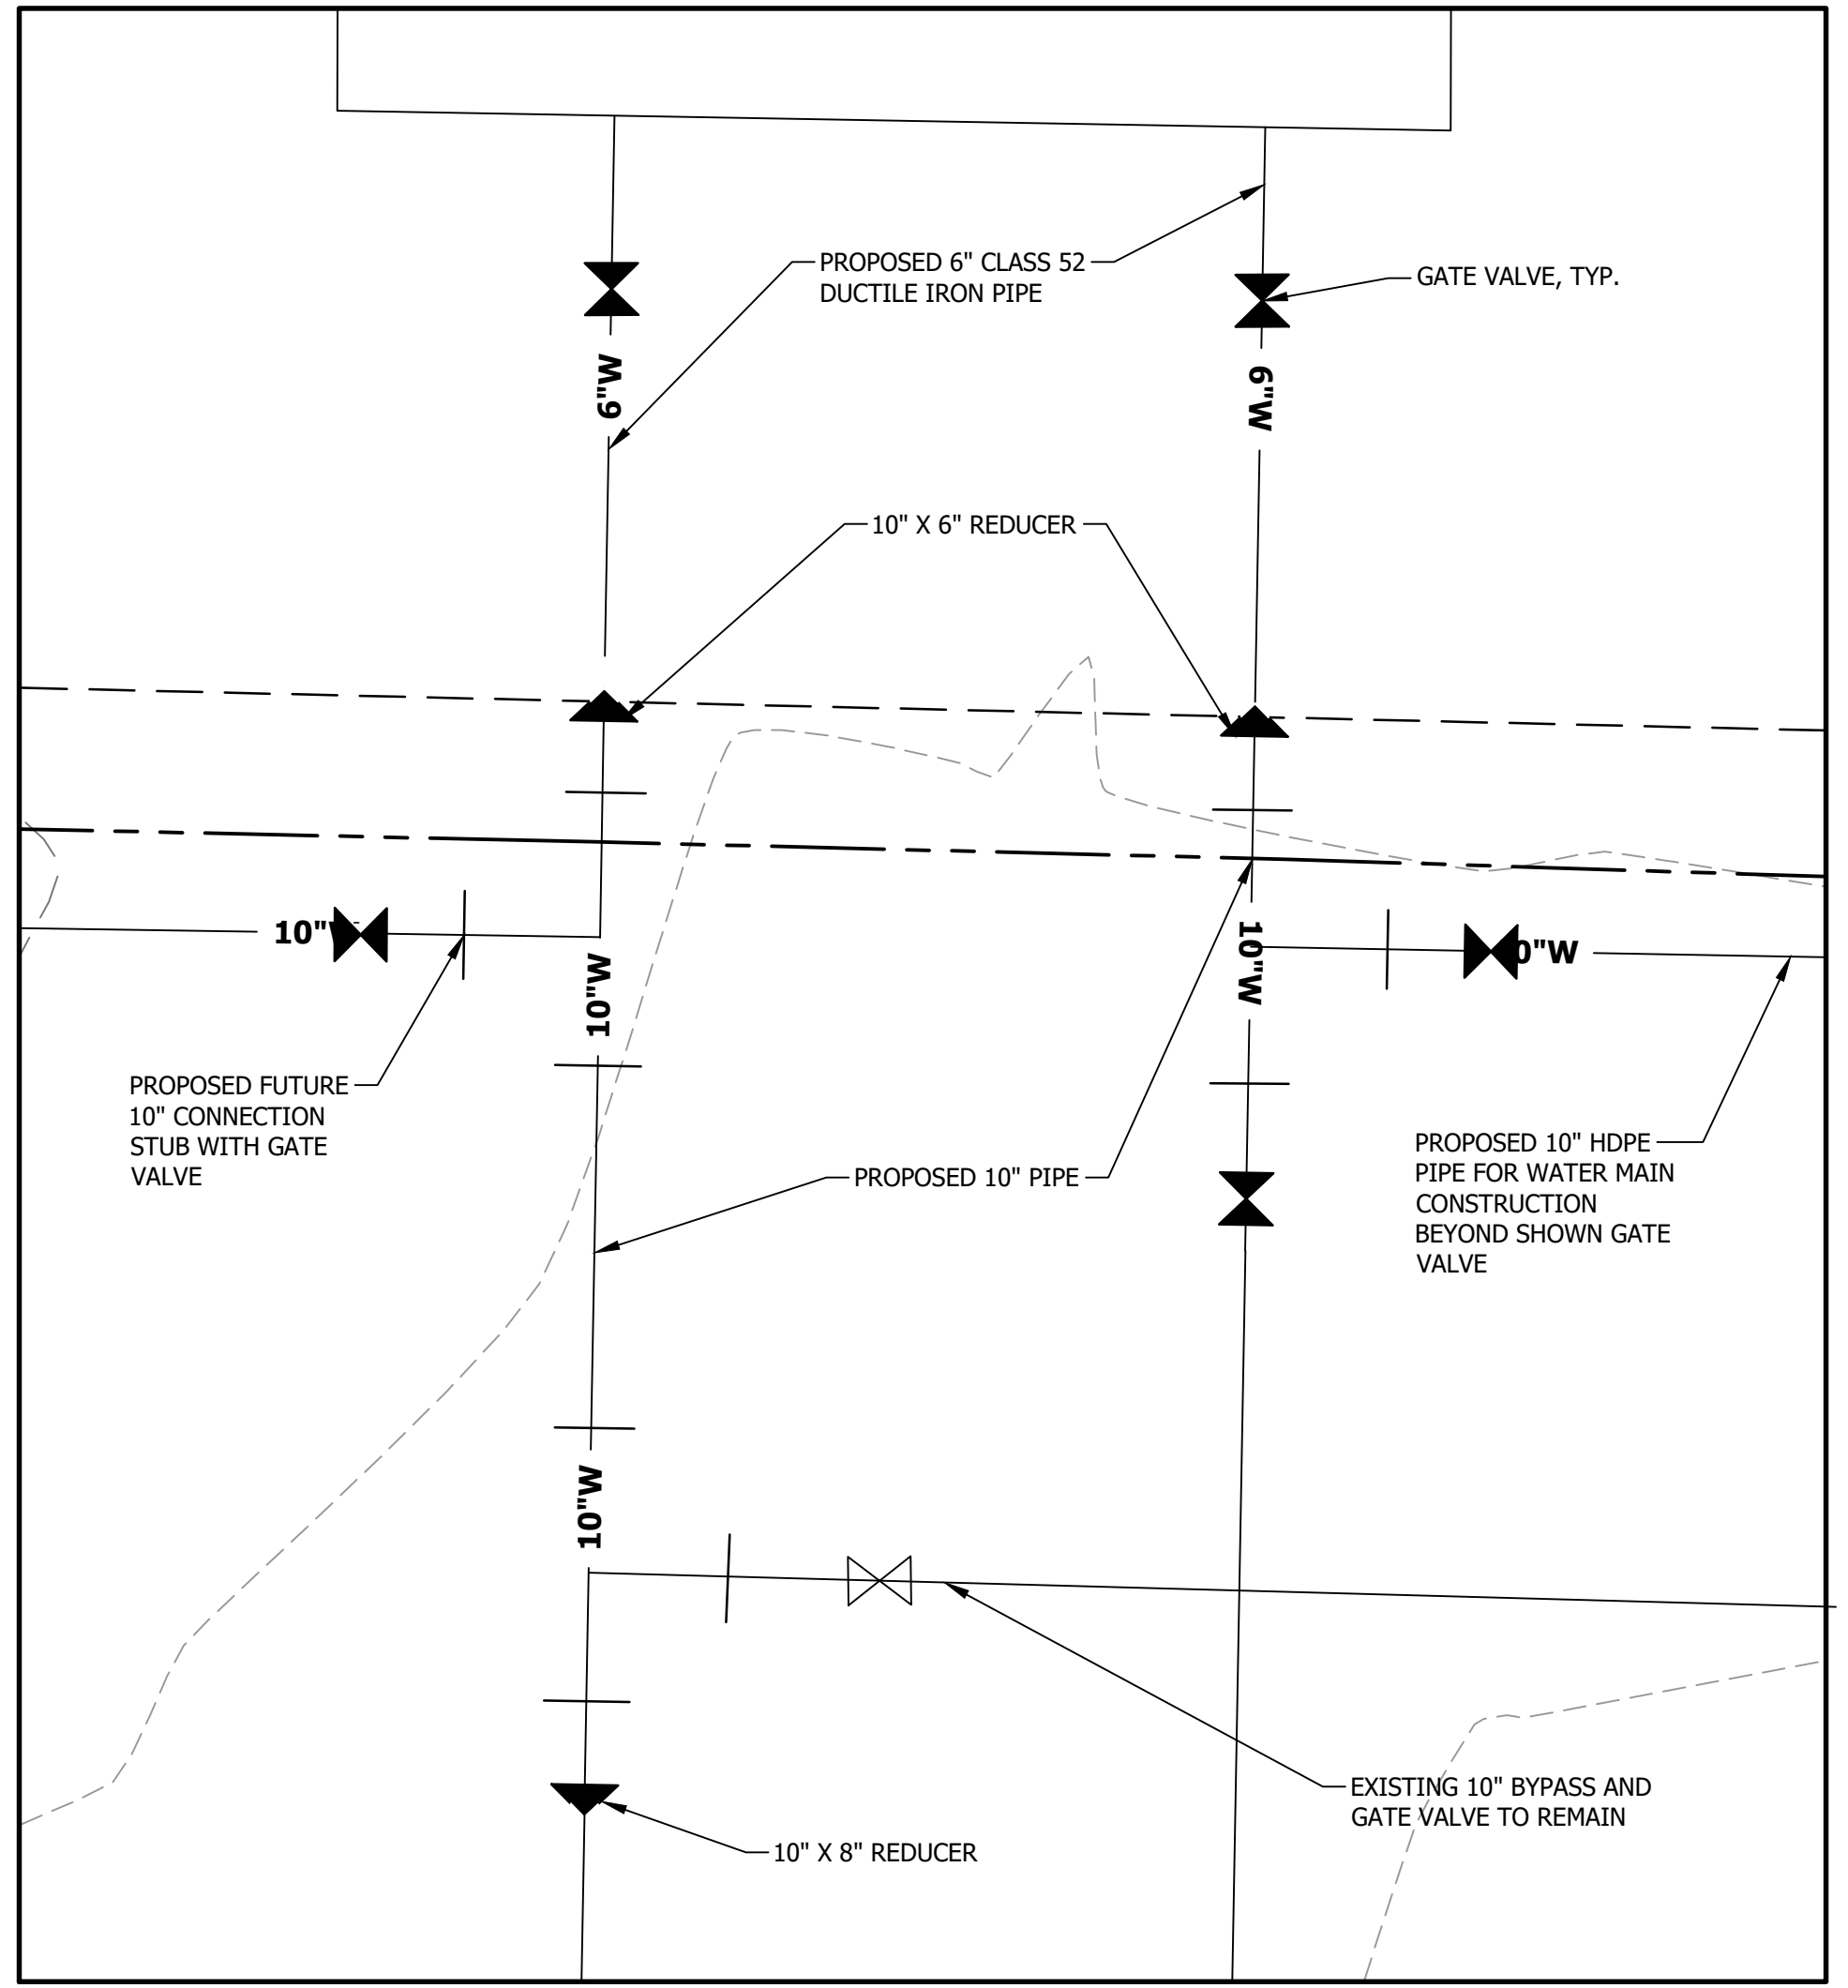 PROPOSED 6" CLASS 52
DUCTILE IRON PIPE
GATE VALVE, TYP.
6"W
6"W
10" X 6" REDUCER
10"W
10"W
PROPOSED FUTURE
10" CONNECTION
STUB WITH GATE
VALVE
PROPOSED 10" PIPE
PROPOSED 10" HDPE
PIPE FOR WATER MAIN
CONSTRUCTION
BEYOND SHOWN GATE
VALVE
10"W
EXISTING 10" BYPASS AND
GATE VALVE TO REMAIN
10" X 8" REDUCER